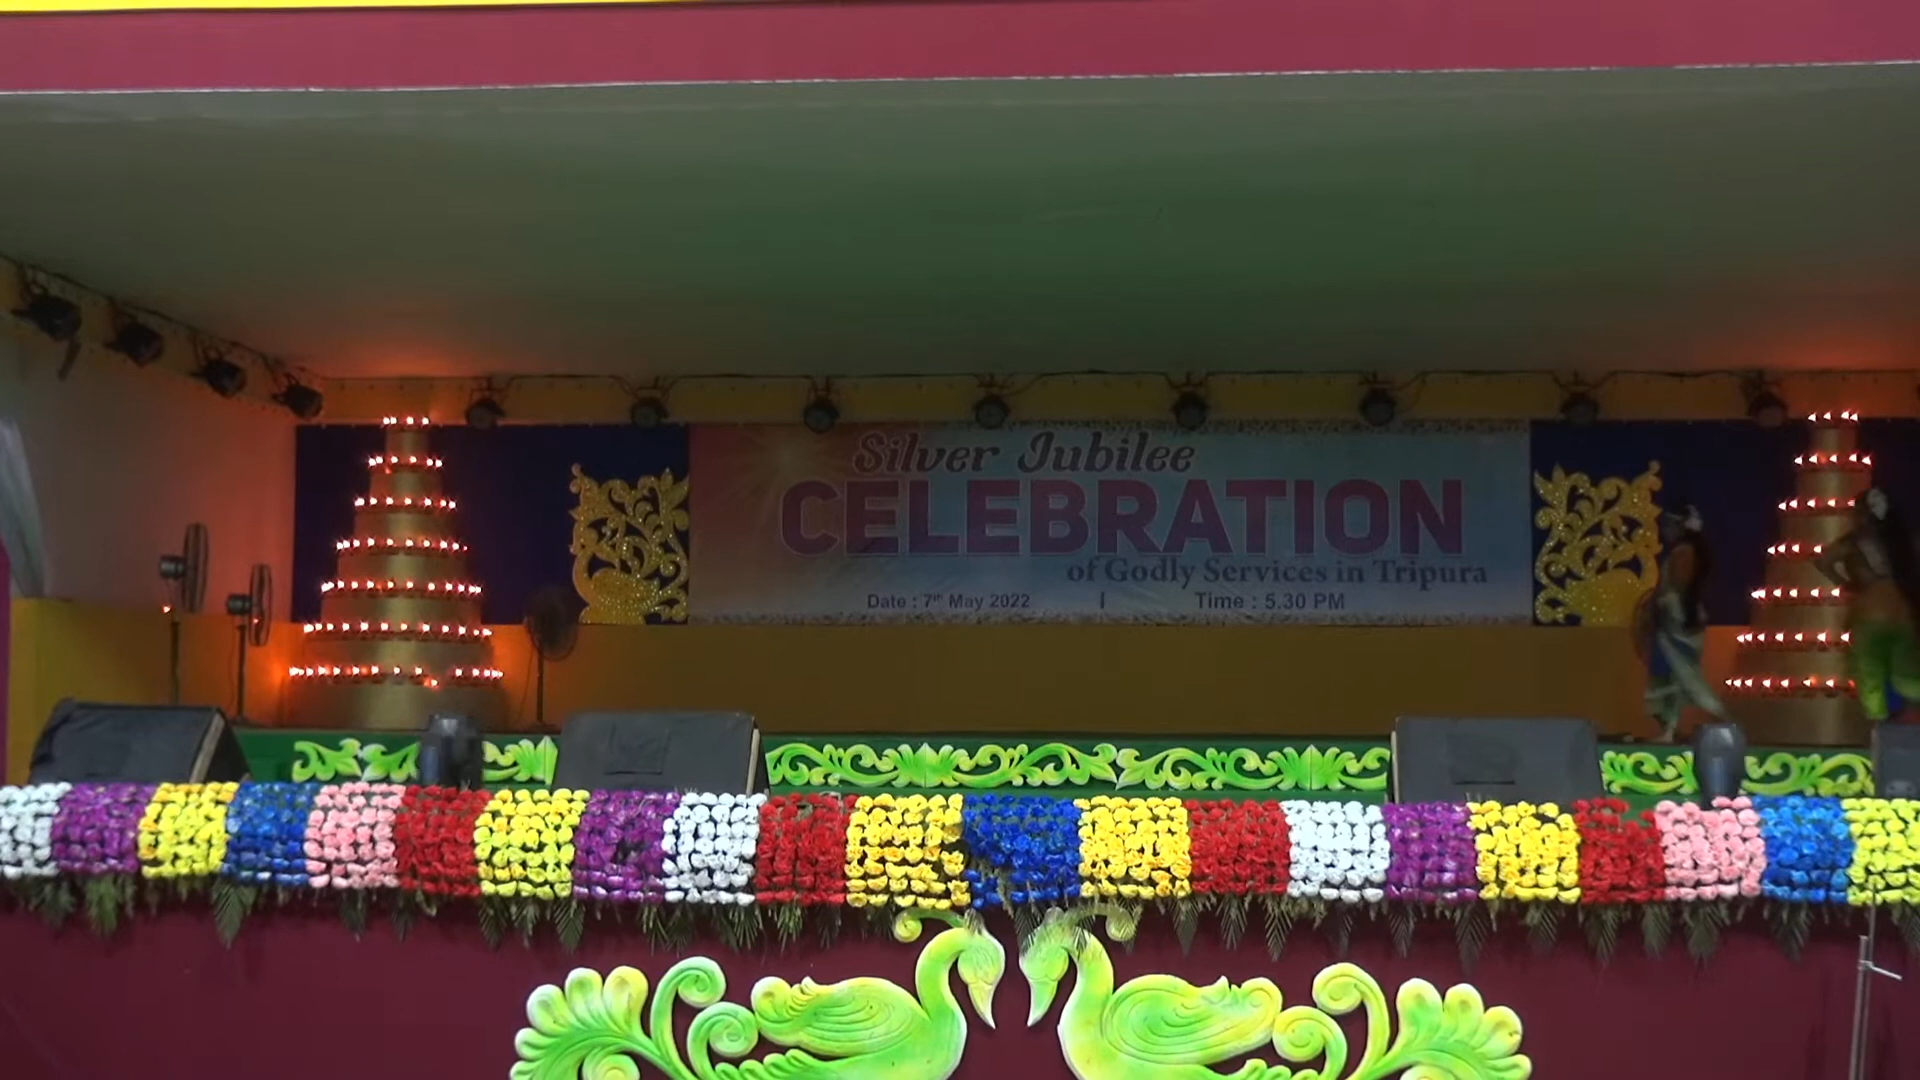 Silver Jubilee
CELEBRATION
of Godly Services in Tripura
Date : 7th May 2022 | Time : 5.30 PM